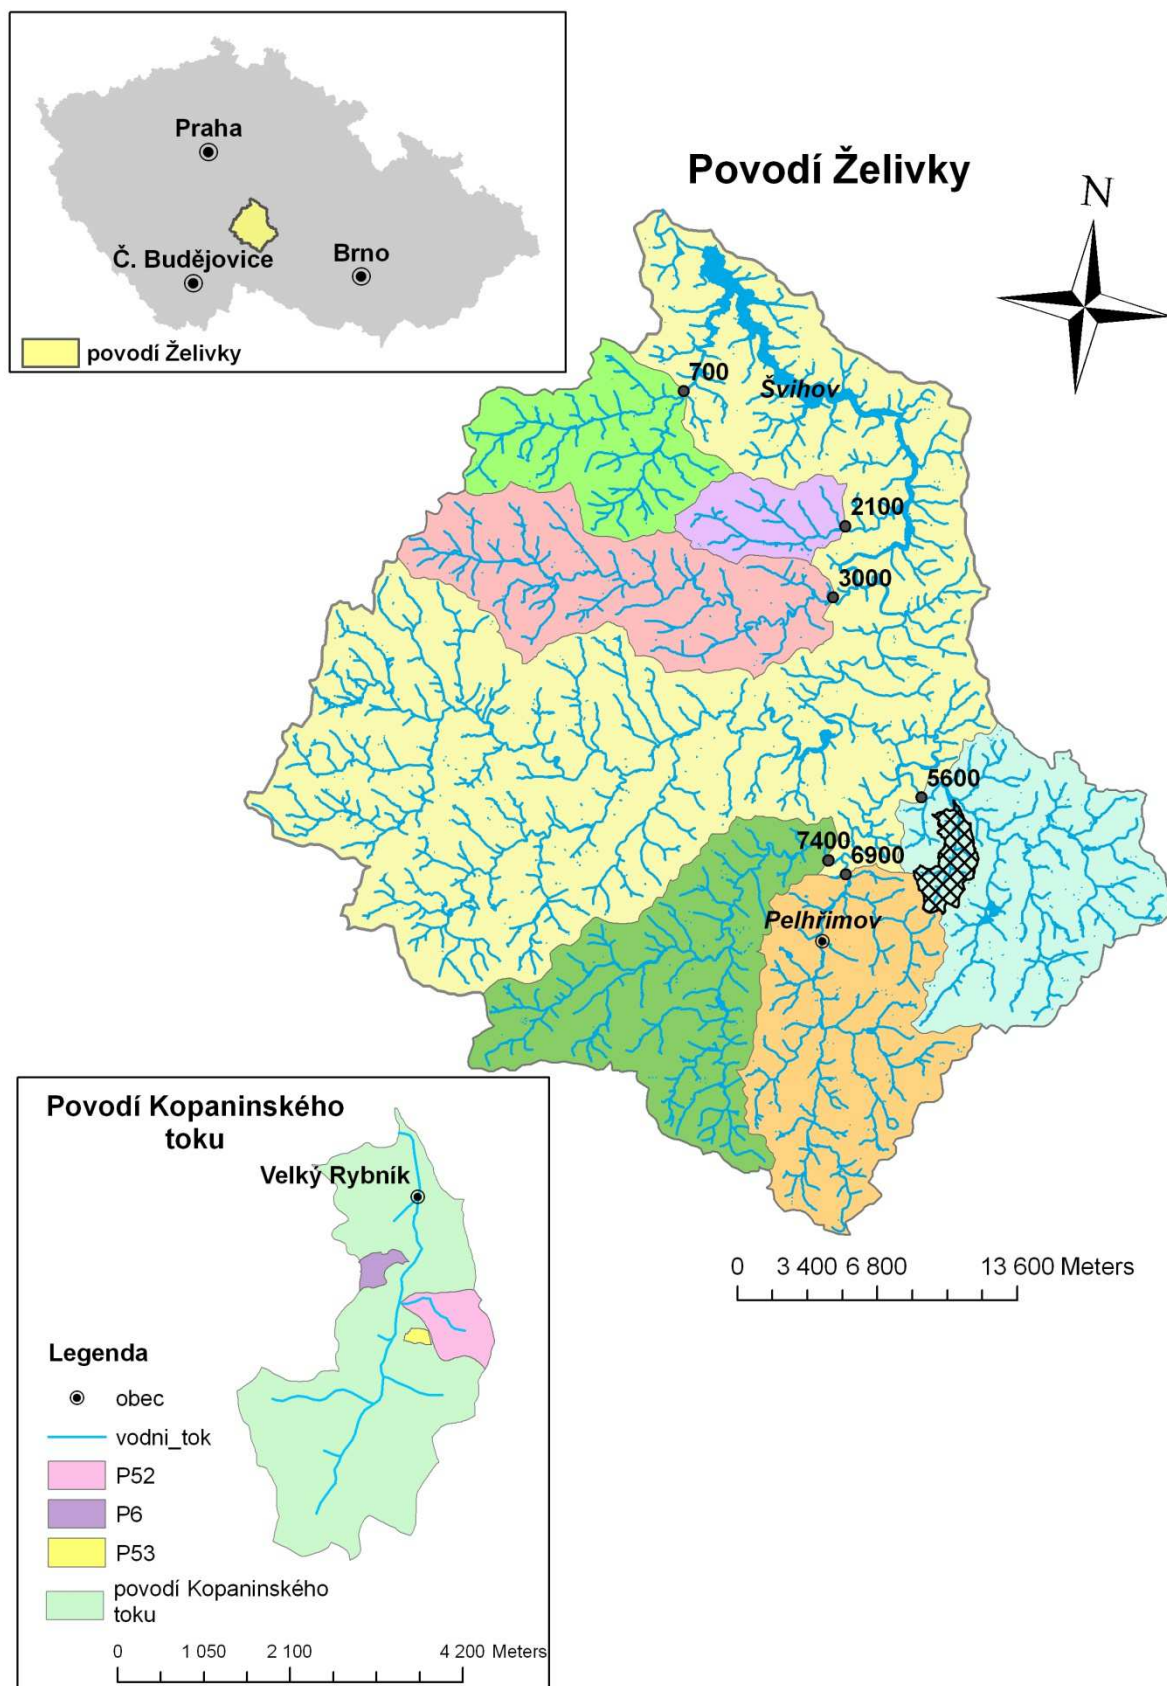 Praha
Č. Budějovice
Brno
povodí Želivky
Povodí Želivky
N
700
Švihov
2100
3000
5600
7400
6900
Pelhřimov
0 3 400 6 800 13 600 Meters
Povodí Kopaninského
toku
Velký Rybník
Legenda
obec
vodni_tok
P52
P6
P53
povodí Kopaninského
toku
0 1 050 2 100 4 200 Meters